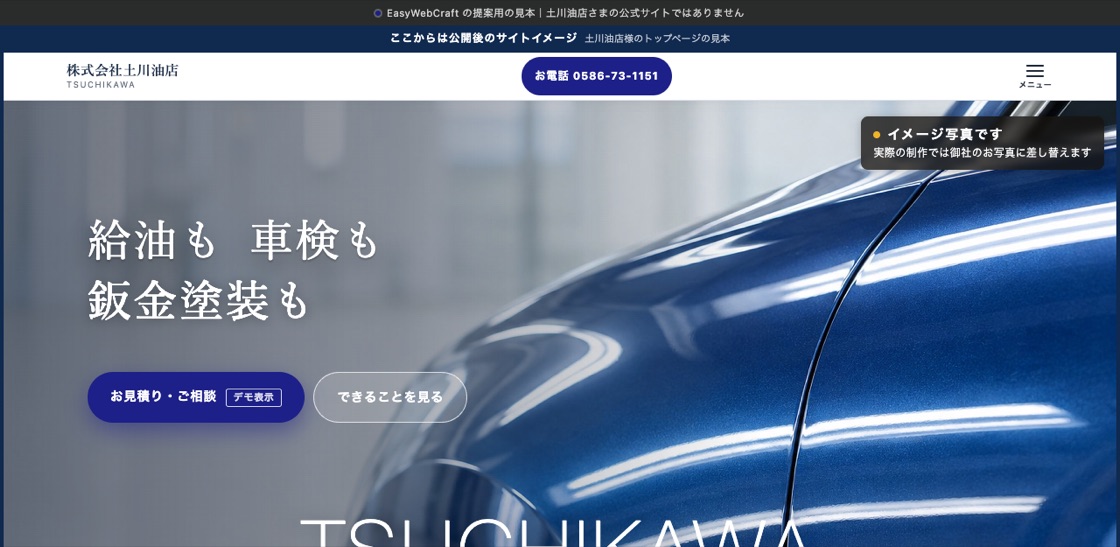 EasyWebCraft の提案用の見本｜土川油店さまの公式サイトではありません
ここからは公開後のサイトイメージ 土川油店様のトップページの見本
株式会社土川油店
TSUCHIKAWA
お電話 0586-73-1151
メニュー
イメージ写真です
実際の制作では御社のお写真に差し替えます
給油も 車検も
鈑金塗装も
お見積り・ご相談 デモ表示
できることを見る
TSUCHIKAWA